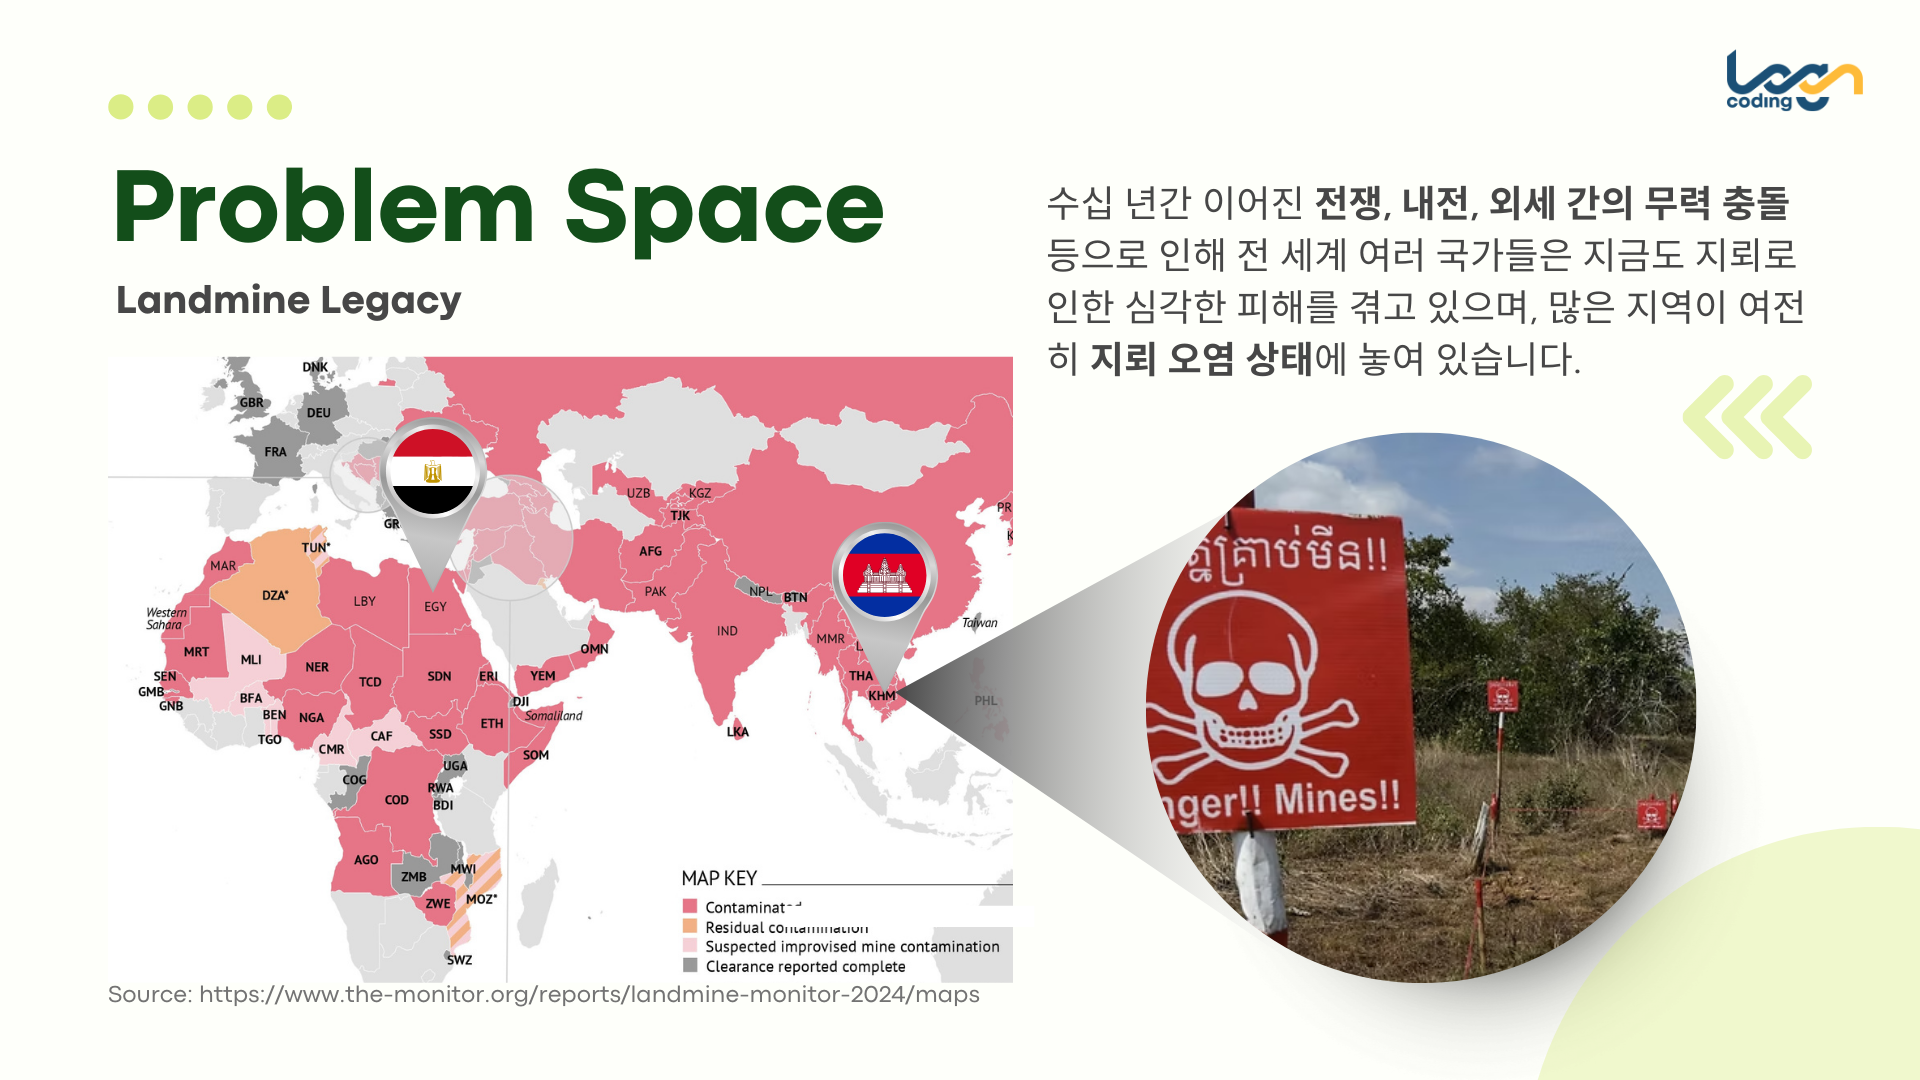 Loon
coding
Problem Space
Landmine Legacy
수십 년간 이어진 전쟁, 내전, 외세 간의 무력 충돌
등으로 인해 전 세계 여러 국가들은 지금도 지뢰로
인한 심각한 피해를 겪고 있으며, 많은 지역이 여전
히 지뢰 오염 상태에 놓여 있습니다.
DNK
GBR
DEU
FRA
GR
UZB
KGZ
TJK
AFG
PAK
NPL
BTN
IND
MMR
THA
KHM
LKA
Taiwan
PHL
PR
K
TUN*
MAR
DZA*
LBY
EGY
Western
Sahara
MRT
MLI
NER
TCD
SDN
ERI
YEM
OMN
SEN
GMB
GNB
BFA
BEN
NGA
TGO
CMR
CAF
SSD
ETH
DJI
Somaliland
SOM
UGA
COG
COD
RWA
BDI
AGO
ZMB
MWI
ZWE
MOZ*
SWZ
MAP KEY
Contaminated
Residual contamination
Suspected improvised mine contamination
Clearance reported complete
គ្រាប់មីន!!
nger!! Mines!!
Source: https://www.the-monitor.org/reports/landmine-monitor-2024/maps